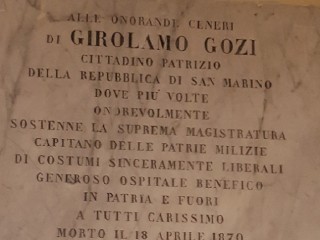 ALLE ONORANDE CENERI
DI GIROLAMO GOZI
CITTADINO PATRIZIO
DELLA REPUBBLICA DI SAN MARINO
DOVE PIU' VOLTE
ONOREVOLMENTE
SOSTENNE LA SUPREMA MAGISTRATURA
CAPITANO DELLE PATRIE MILIZIE
DI COSTUMI SINCERAMENTE LIBERALI
GENEROSO OSPITALE BENEFICO
IN PATRIA E FUORI
A TUTTI CARISSIMO
MORTO IL 18 APRILE 1870